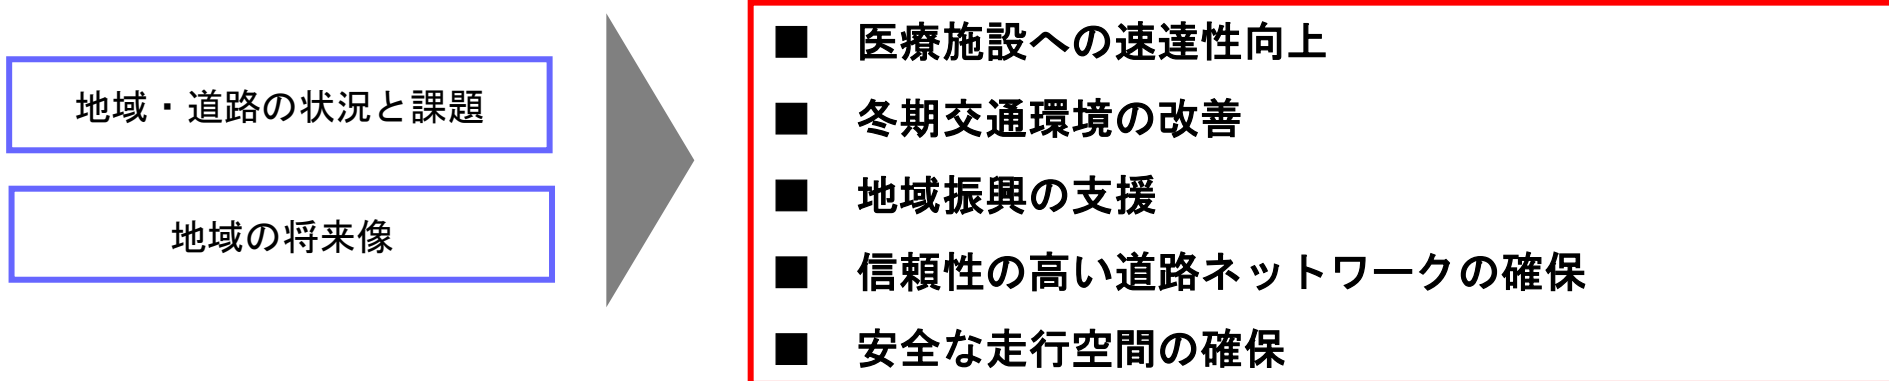 地域・道路の状況と課題
地域の将来像
■ 医療施設への速達性向上
■ 冬期交通環境の改善
■ 地域振興の支援
■ 信頼性の高い道路ネットワークの確保
■ 安全な走行空間の確保